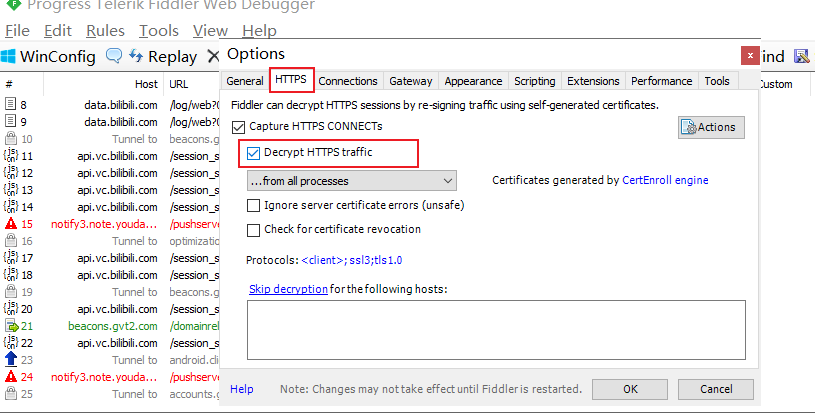 Progress Telerik Fiddler Web Debugger
File Edit Rules Tools View Help
WinConfig Replay
Options
ind
# Host URL
Custom
General HTTPS Connections Gateway Appearance Scripting Extensions Performance Tools
Fiddler can decrypt HTTPS sessions by re-signing traffic using self-generated certificates.
Capture HTTPS CONNECTs
Actions
Decrypt HTTPS traffic
...from all processes
Certificates generated by CertEnroll engine
Ignore server certificate errors (unsafe)
Check for certificate revocation
Protocols: <client>;ssl3;tls1.0
Skip decryption for the following hosts:
Help
Note: Changes may not take effect until Fiddler is restarted.
OK
Cancel
8 data.bilibili.com /log/web?0
9 data.bilibili.com /log/web?0
10 Tunnel to beacons.g
11 api.vc.bilibili.com /session_s
12 api.vc.bilibili.com /session_s
13 api.vc.bilibili.com /session_s
14 api.vc.bilibili.com /session_s
15 notify3.note.youda... /pushserve
16 Tunnel to optimization
17 api.vc.bilibili.com /session_s
18 api.vc.bilibili.com /session_s
19 Tunnel to beacons.g
20 api.vc.bilibili.com /session_s
21 beacons.gvt2.com /domainrel
22 api.vc.bilibili.com /session_s
23 Tunnel to android.cli
24 notify3.note.youda... /pushserve
25 Tunnel to accounts.g